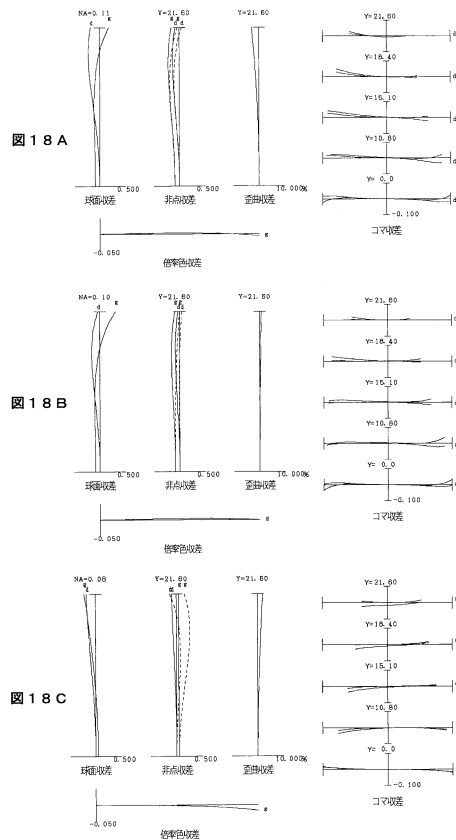 図18A
NA=0.11
d
g
0.500
球面収差
Y=21.60
g g
d d
0.500
非点収差
Y=21.60
10.000%
歪曲収差
-0.050
g
倍率色収差
Y=21.60
d
Y=18.40
d
Y=15.10
d
Y=10.80
d
Y= 0.0
d
-0.100
コマ収差
図18B
NA=0.10
d
g
0.500
球面収差
Y=21.60
g g
dd
0.500
非点収差
Y=21.60
10.000%
歪曲収差
-0.050
g
倍率色収差
Y=21.60
Y=18.40
Y=15.10
Y=10.80
Y= 0.0
-0.100
コマ収差
図18C
NA=0.08
g
d
0.500
球面収差
Y=21.60
g g
0.500
非点収差
Y=21.60
10.000%
歪曲収差
-0.050
g
倍率色収差
Y=21.60
Y=18.40
Y=15.10
Y=10.80
Y= 0.0
-0.100
コマ収差